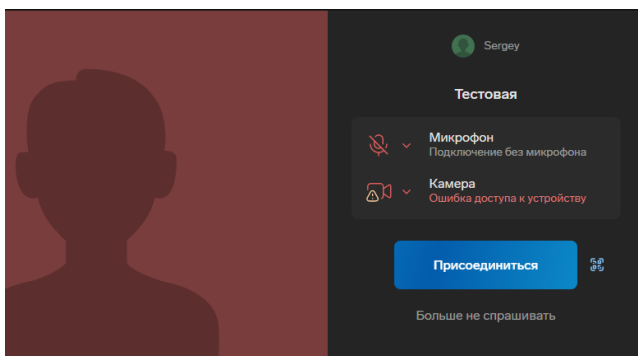 Sergey
Тестовая
Микрофон
Подключение без микрофона
Камера
Ошибка доступа к устройству
Присоединиться
Больше не спрашивать